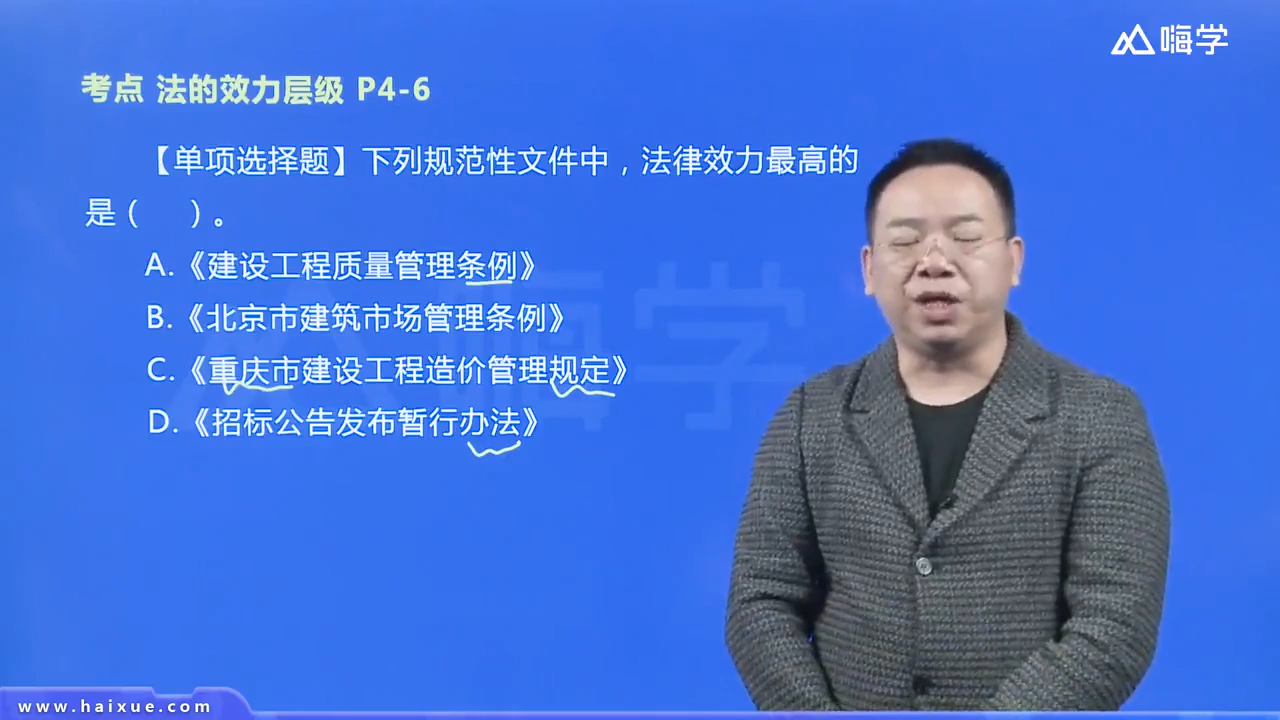 嗨学
考点 法的效力层级 P4-6
【单项选择题】下列规范性文件中，法律效力最高的
是（ ）。
A.《建设工程质量管理条例》
B.《北京市建筑市场管理条例》
C.《重庆市建设工程造价管理规定》
D.《招标公告发布暂行办法》
嗨学
www.haixue.com